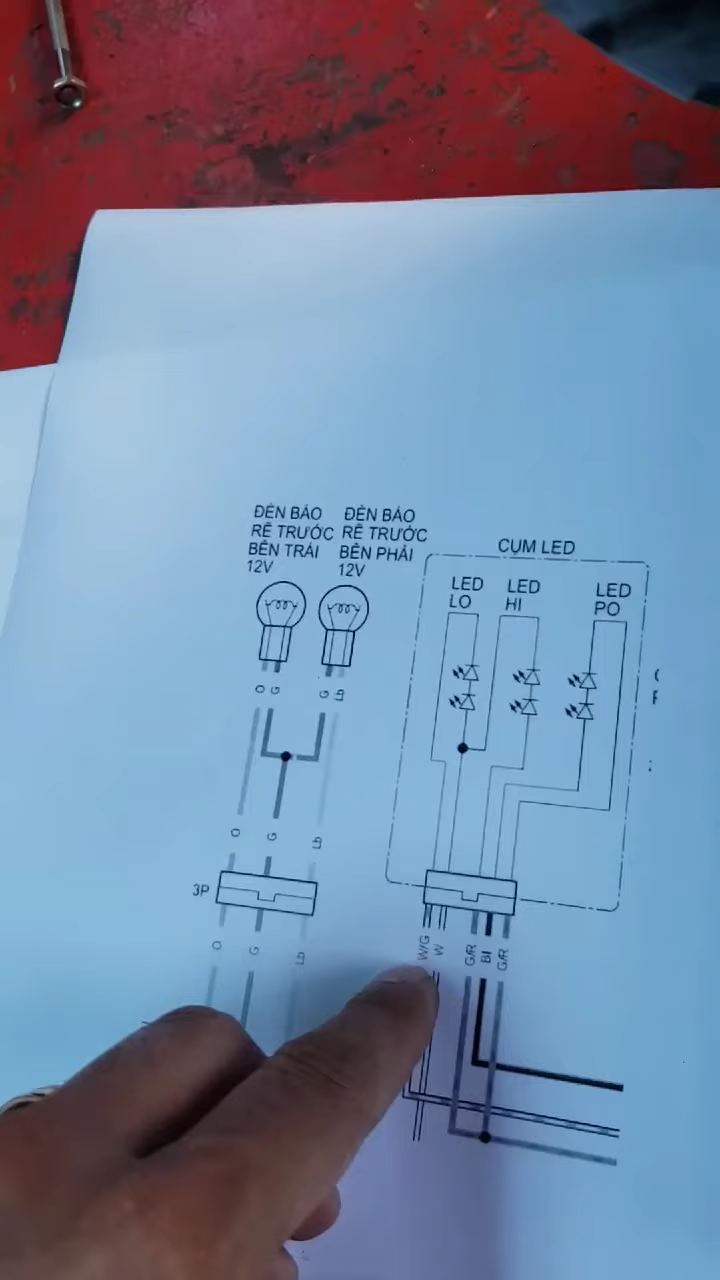 ĐÈN BÁO
RẼ TRƯỚC
BÊN TRÁI
12V
ĐÈN BÁO
RẼ TRƯỚC
BÊN PHẢI
12V
CỤM LED
LED
LO
LED
HI
LED
PO
O
G
G
Lb
O
G
Lb
3P
O
G
Lb
W/G
W
G/R
Bl
G/R